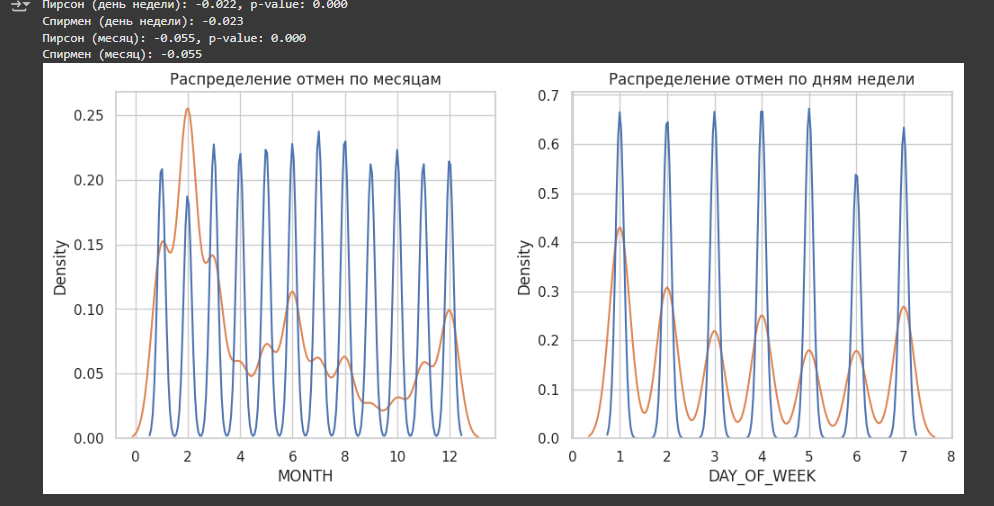 Пирсон (день недели): -0.022, p-value: 0.000
Спирмен (день недели): -0.023
Пирсон (месяц): -0.055, p-value: 0.000
Спирмен (месяц): -0.055
Распределение отмен по месяцам
Density
0.25
0.20
0.15
0.10
0.05
0.00
0 2 4 6 8 10 12
MONTH
Распределение отмен по дням недели
Density
0.7
0.6
0.5
0.4
0.3
0.2
0.1
0.0
0 1 2 3 4 5 6 7 8
DAY_OF_WEEK